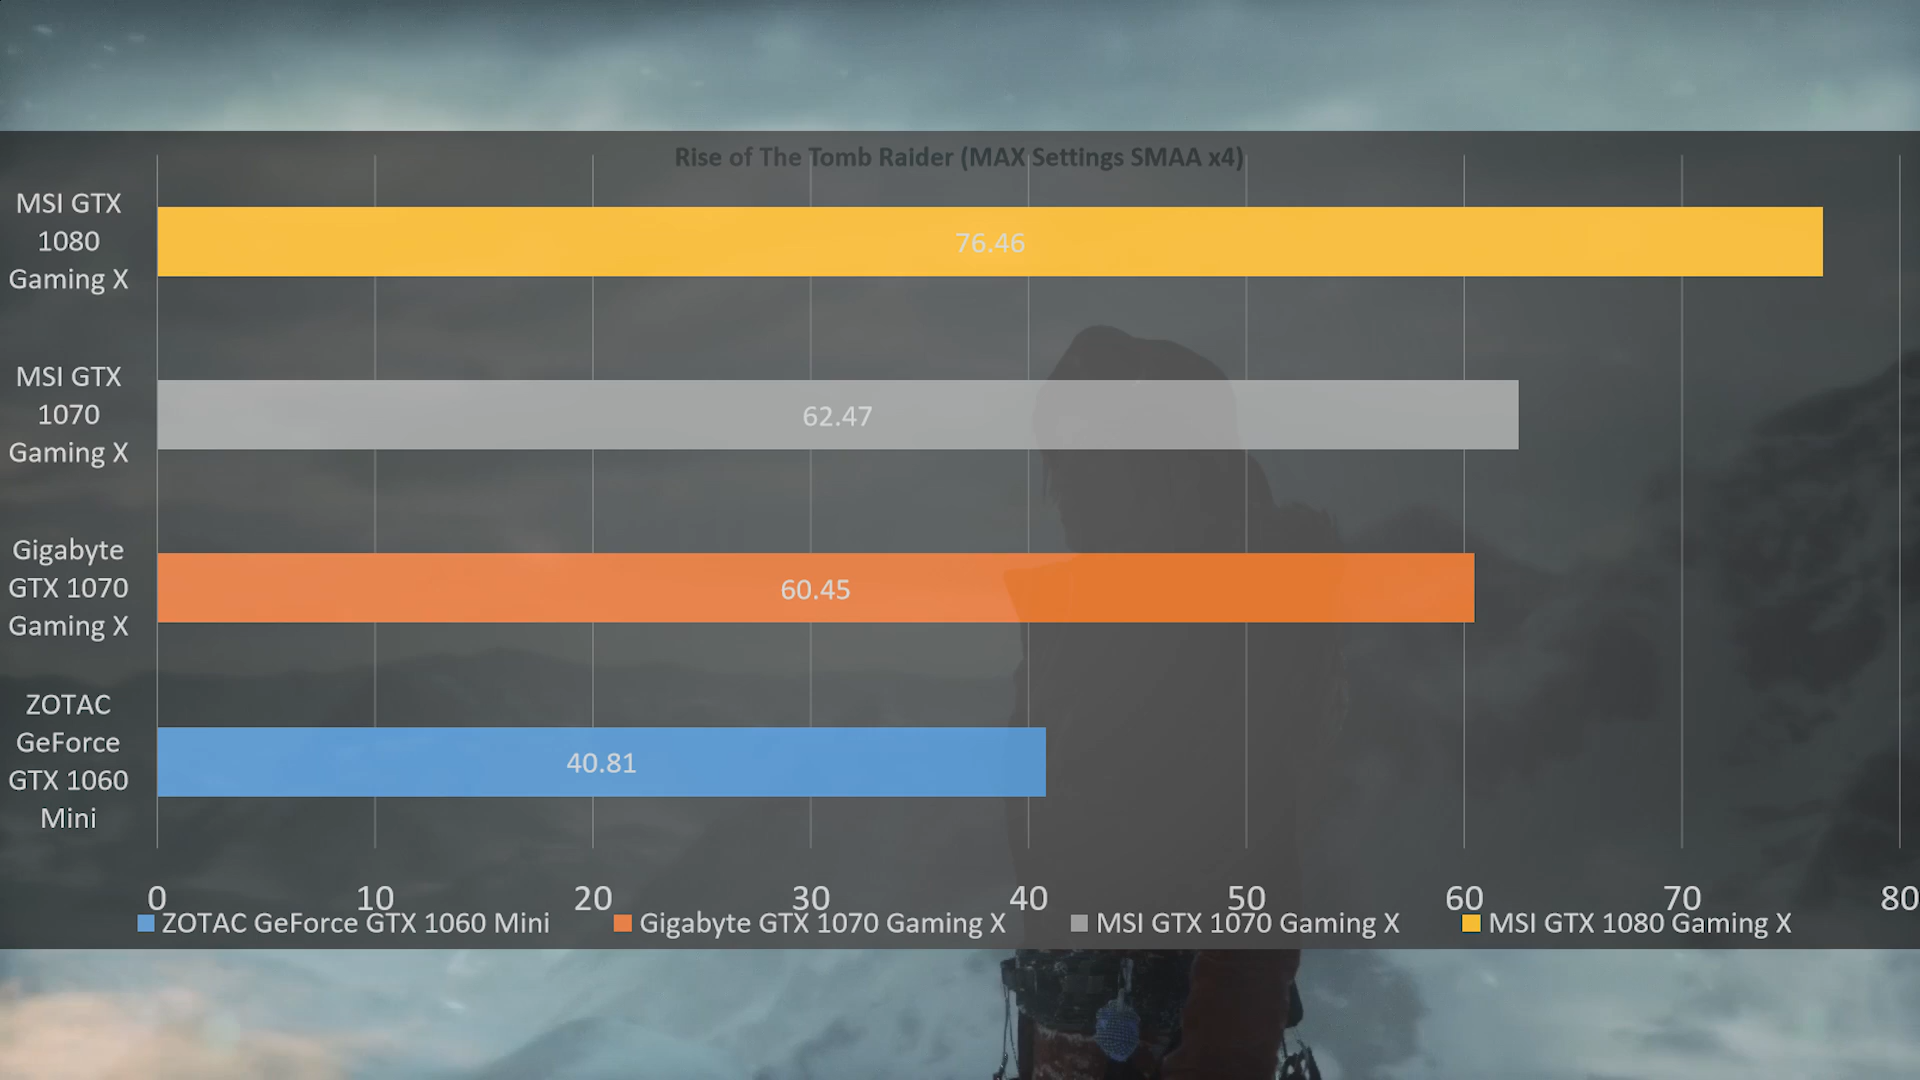 Rise of The Tomb Raider (MAX Settings SMAA x4)
MSI GTX
1080
Gaming X
76.46
MSI GTX
1070
Gaming X
62.47
Gigabyte
GTX 1070
Gaming X
60.45
ZOTAC
GeForce
GTX 1060
Mini
40.81
0 10 20 30 40 50 60 70 80
ZOTAC GeForce GTX 1060 Mini Gigabyte GTX 1070 Gaming X MSI GTX 1070 Gaming X MSI GTX 1080 Gaming X